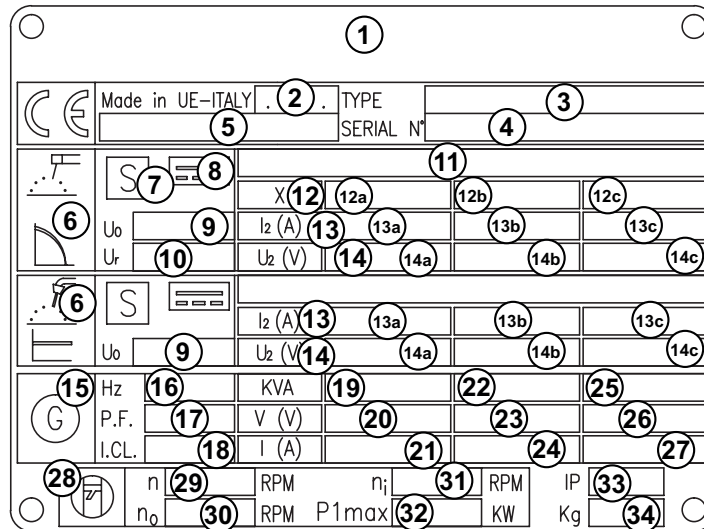 1
CE Made in UE-ITALY . 2 . TYPE 3
5 SERIAL N° 4
S 7 8 11
X 12 12a 12b 12c
6 Uo 9 I2 (A) 13 13a 13b 13c
Ur 10 U2 (V) 14 14a 14b 14c
6 S
I2 (A) 13 13a 13b 13c
Uo 9 U2 (V) 14 14a 14b 14c
15 Hz 16 KVA 19 22 25
G P.F. 17 V (V) 20 23 26
I.CL. 18 I (A) 21 24 27
28 n 29 RPM ni 31 RPM IP 33
no 30 RPM P1max 32 KW Kg 34